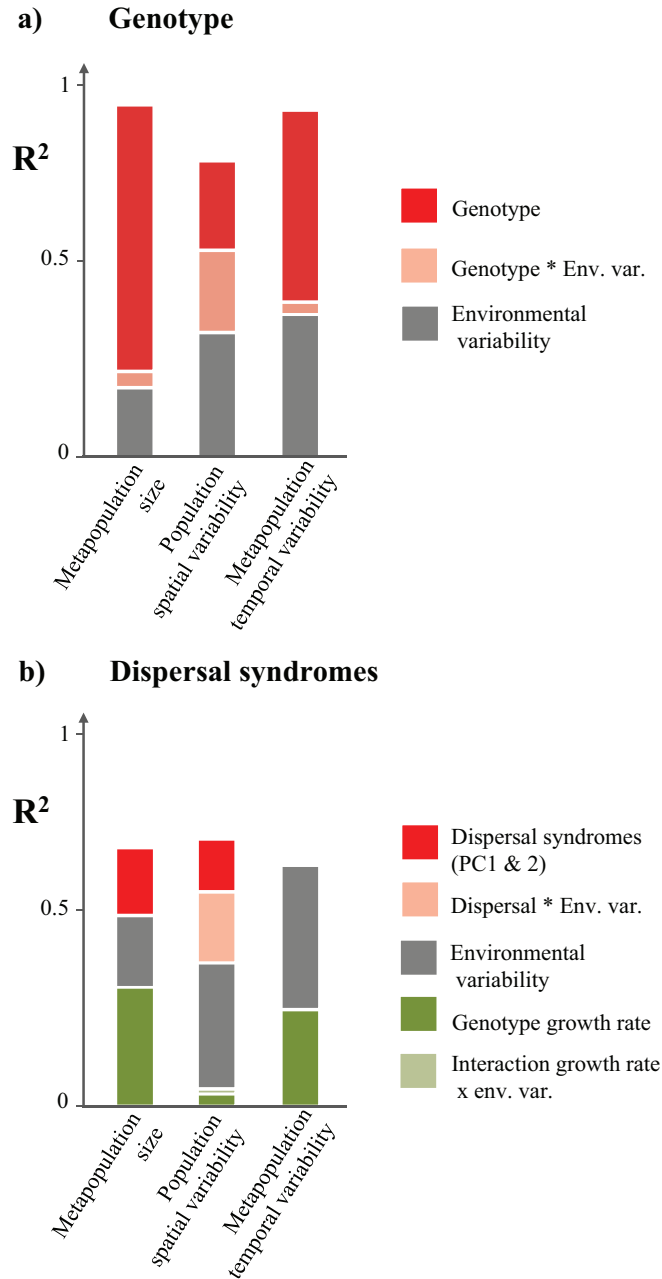 a) Genotype
1
R²
0.5
0
Genotype
Genotype * Env. var.
Environmental
variability
Metapopulation
size
Population
spatial variability
Metapopulation
temporal variability
b) Dispersal syndromes
1
R²
0.5
0
Dispersal syndromes
(PC1 & 2)
Dispersal * Env. var.
Environmental
variability
Genotype growth rate
Interaction growth rate
x env. var.
Metapopulation
size
Population
spatial variability
Metapopulation
temporal variability